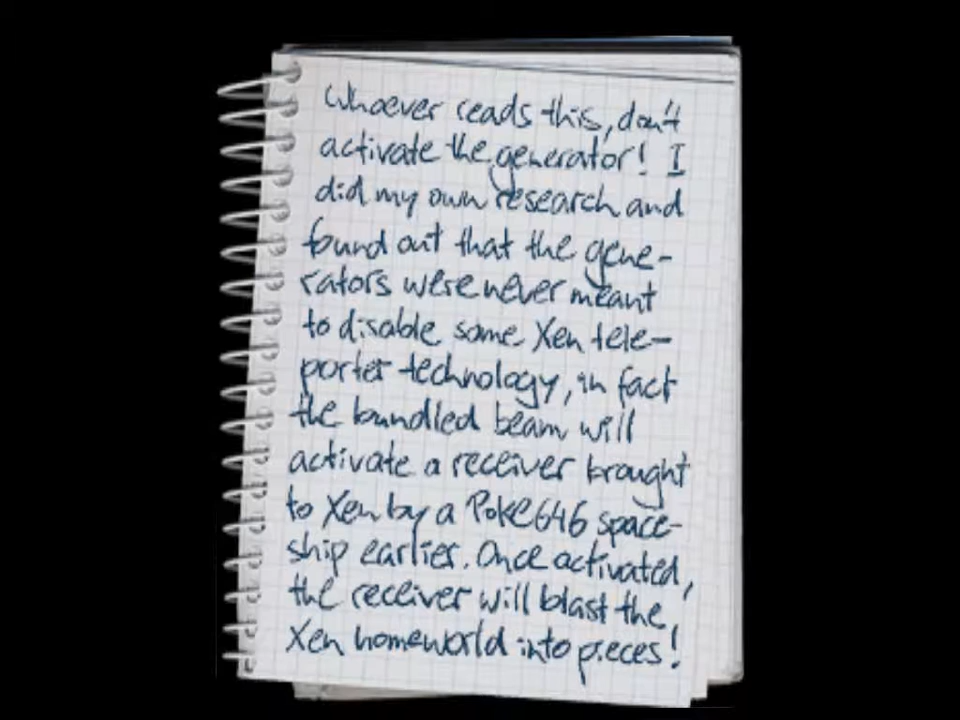 Whoever reads this, don't
activate the generator! I
did my own research and
found out that the gene-
rators were never meant
to disable some Xen tele-
porter technology, in fact
the bundled beam will
activate a receiver brought
to Xen by a Poke646 space-
ship earlier. Once activated,
the receiver will blast the
Xen homeworld into pieces!